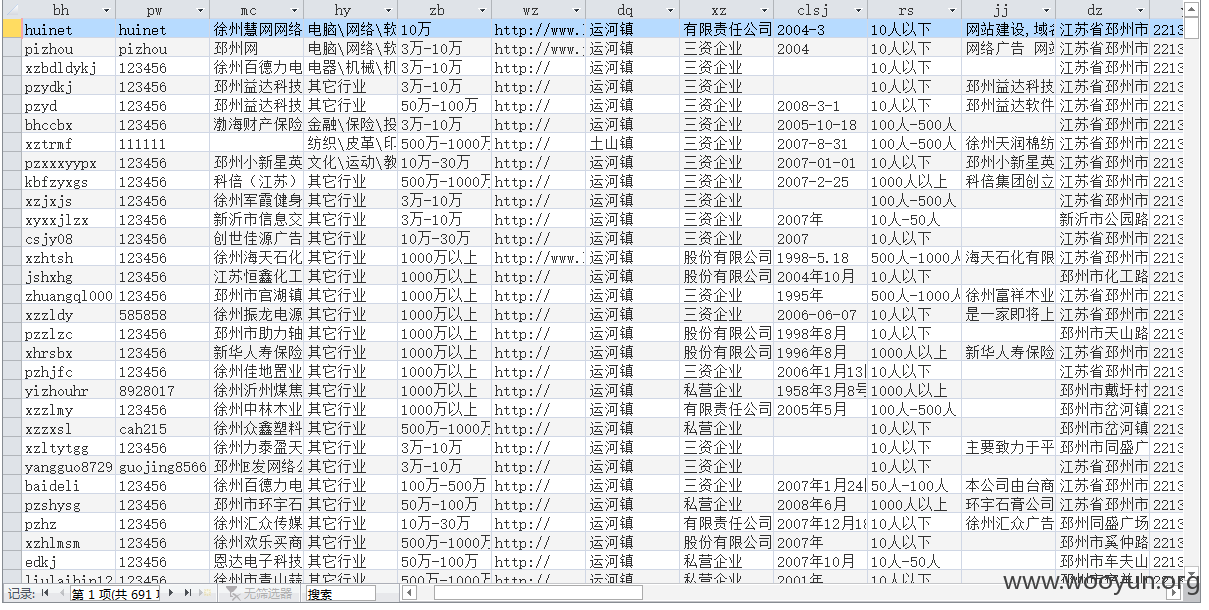 bh pw mc hy zb wz dq xz clsj rs jj dz
huinet huinet 徐州慧网网络 电脑\网络\软 10万 http://www. 运河镇 有限责任公司 2004-3 10人以下 网站建设,域名 江苏省邳州市 2213
pizhou pizhou 邳州网 电脑\网络\软 3万-10万 http://www. 运河镇 三资企业 2004 10人以下 网络广告 网站 江苏省邳州市 2213
xzbdldykj 123456 徐州百德力电 电器\机械\机 3万-10万 http:// 运河镇 三资企业 10人以下 江苏省邳州市 2213
pzydkj 123456 邳州益达科技 其它行业 3万-10万 http:// 运河镇 三资企业 10人以下 邳州益达科技 江苏省邳州市 2213
pzyd 123456 邳州益达科技 其它行业 50万-100万 http:// 运河镇 三资企业 2008-3-1 10人以下 邳州益达软件 江苏省邳州市 2213
bhccbx 123456 渤海财产保险 金融\保险\投 3万-10万 http:// 运河镇 三资企业 2005-10-18 100人-500人 江苏省邳州市 2213
xztrmf 111111 纺织\皮革\印 500万-1000万 http:// 土山镇 三资企业 2007-8-31 100人-500人 徐州天润棉纺 江苏省邳州市 2213
pzxxxyypx 123456 邳州小新星英 文化\运动\教 10万-30万 http:// 运河镇 三资企业 2007-01-01 10人以下 邳州小新星英 江苏省邳州市 2213
kbfzyxgs 123456 科倍（江苏） 其它行业 500万-1000万 http:// 运河镇 三资企业 2007-2-25 1000人以上 科倍集团创立 江苏省邳州市 2213
xzjxjs 123456 徐州军霞健身 其它行业 3万-10万 http:// 运河镇 三资企业 100人-500人 江苏省邳州市 2213
xyxxjlzx 123456 新沂市信息交 其它行业 3万-10万 http:// 运河镇 三资企业 2007年 10人-50人 新沂市公园路 2213
csjy08 123456 创世佳源广告 其它行业 10万-30万 http:// 运河镇 三资企业 2007 10人以下 江苏省邳州市 2213
xzhtsh 123456 徐州海天石化 其它行业 1000万以上 http://www. 运河镇 股份有限公司 1998-5.18 500人-1000人 海天石化有限 江苏省邳州市 2213
jshxhg 123456 江苏恒鑫化工 其它行业 1000万以上 http:// 运河镇 股份有限公司 2004年10月 10人以下 邳州市化工路 2213
zhuangql000 123456 邳州市官湖镇 其它行业 1000万以上 http:// 运河镇 三资企业 1995年 500人-1000人 徐州富祥木业 江苏省邳州市 2213
xzzldy 585858 徐州振龙电源 其它行业 1000万以上 http:// 运河镇 三资企业 2006-06-07 10人以下 是一家即将上 江苏省邳州市 2213
pzzlzc 123456 邳州市助力轴 其它行业 1000万以上 http:// 运河镇 股份有限公司 1998年8月 10人以下 邳州市天山路 2213
xhrsbx 123456 新华人寿保险 其它行业 1000万以上 http:// 运河镇 股份有限公司 1996年8月 1000人以上 新华人寿保险 江苏省邳州市 2213
pzhjfc 123456 徐州佳地置业 其它行业 1000万以上 http:// 运河镇 三资企业 2006年1月13 10人以下 江苏省邳州市 2213
yizhouhr 8928017 徐州沂州煤焦 其它行业 1000万以上 http:// 运河镇 私营企业 1958年3月8号 1000人以上 邳州市戴圩村 2213
xzzlmy 123456 徐州中林木业 其它行业 1000万以上 http:// 运河镇 有限责任公司 2005年5月 100人-500人 邳州市岔河镇 2213
xzzxsl cah215 徐州众鑫塑料 其它行业 500万-1000万 http:// 运河镇 私营企业 10人以下 邳州市岔河镇 2213
xzltytgg 123456 徐州力泰盈天 其它行业 3万-10万 http:// 运河镇 三资企业 10人以下 主要致力于平 邳州市同盛广 2213
yangguo8729 guojing8566 邳州E发网络公 其它行业 3万-10万 http:// 运河镇 三资企业 10人以下 江苏省邳州市 2213
baideli 123456 徐州百德力电 其它行业 100万-500万 http:// 运河镇 三资企业 2007年1月24 50人-100人 本公司由台商 江苏省邳州市 2213
pzshysg 123456 邳州市环宇石 其它行业 50万-100万 http:// 运河镇 私营企业 2008年6月 1000人以上 环宇石膏公司 江苏省邳州市 2213
pzhz 123456 徐州汇众传媒 其它行业 10万-30万 http:// 运河镇 有限责任公司 2007年12月18 10人以下 徐州汇众广告 邳州同盛广场 2213
xzhlmsm 123456 徐州欢乐买商 其它行业 500万-1000万 http:// 运河镇 股份有限公司 2007年 10人以下 邳州市奚仲路 2213
edkj 123456 恩达电子科技 其它行业 50万-100万 http:// 运河镇 三资企业 2007年10月 10人-50人 邳州市车夫山 2213
liulaibin12 123456 徐州市青山蒜 其它行业 500万-1000万 http:// 运河镇 三资企业 2001年 10人以下 2213
记录: 第 1 项(共 691 无筛选器 搜索
www.wooyun.org